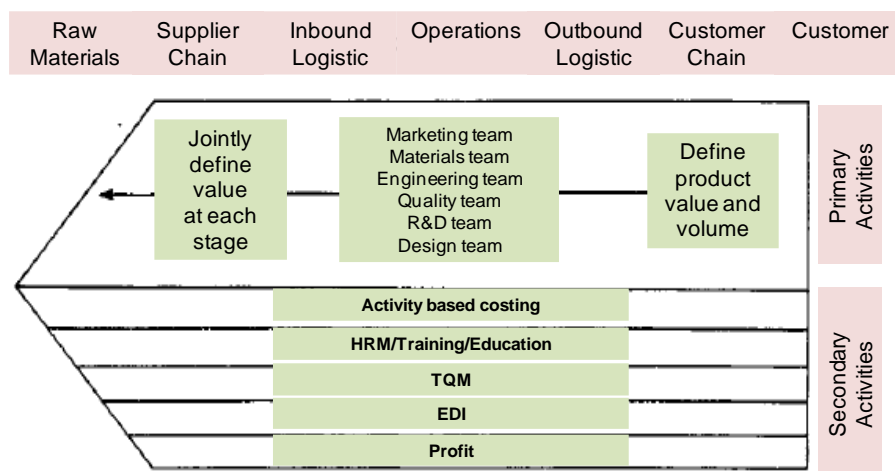 Raw Materials
Supplier Chain
Inbound Logistic
Operations
Outbound Logistic
Customer Chain
Customer
Jointly
define
value
at each
stage
Marketing team
Materials team
Engineering team
Quality team
R&D team
Design team
Define
product
value and
volume
Primary
Activities
Activity based costing
HRM/Training/Education
TQM
EDI
Profit
Secondary
Activities